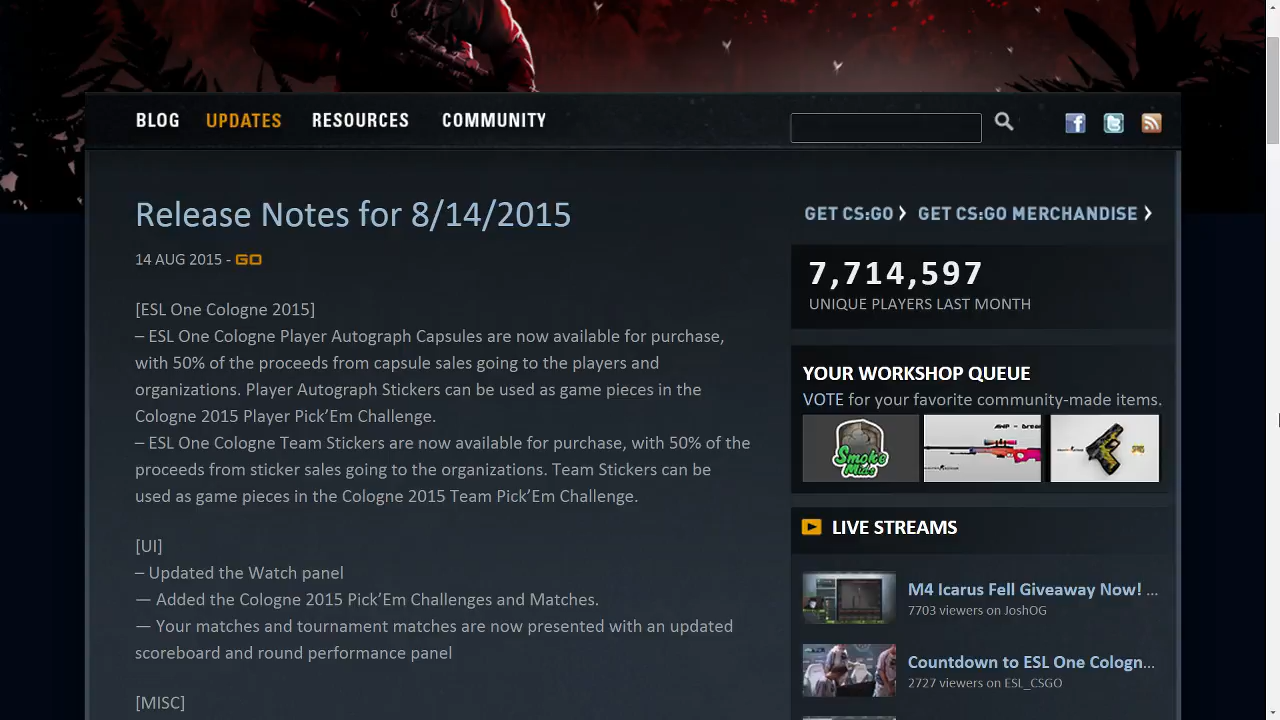 BLOG UPDATES RESOURCES COMMUNITY
Release Notes for 8/14/2015
14 AUG 2015 - GO
[ESL One Cologne 2015]
– ESL One Cologne Player Autograph Capsules are now available for purchase,
with 50% of the proceeds from capsule sales going to the players and
organizations. Player Autograph Stickers can be used as game pieces in the
Cologne 2015 Player Pick’Em Challenge.
– ESL One Cologne Team Stickers are now available for purchase, with 50% of the
proceeds from sticker sales going to the organizations. Team Stickers can be
used as game pieces in the Cologne 2015 Team Pick’Em Challenge.
[UI]
– Updated the Watch panel
— Added the Cologne 2015 Pick’Em Challenges and Matches.
— Your matches and tournament matches are now presented with an updated
scoreboard and round performance panel
[MISC]
GET CS:GO GET CS:GO MERCHANDISE
7,714,597
UNIQUE PLAYERS LAST MONTH
YOUR WORKSHOP QUEUE
VOTE for your favorite community-made items.
Smoke
LIVE STREAMS
M4 Icarus Fell Giveaway Now! ...
7703 viewers on JoshOG
Countdown to ESL One Cologn...
2727 viewers on ESL_CSGO